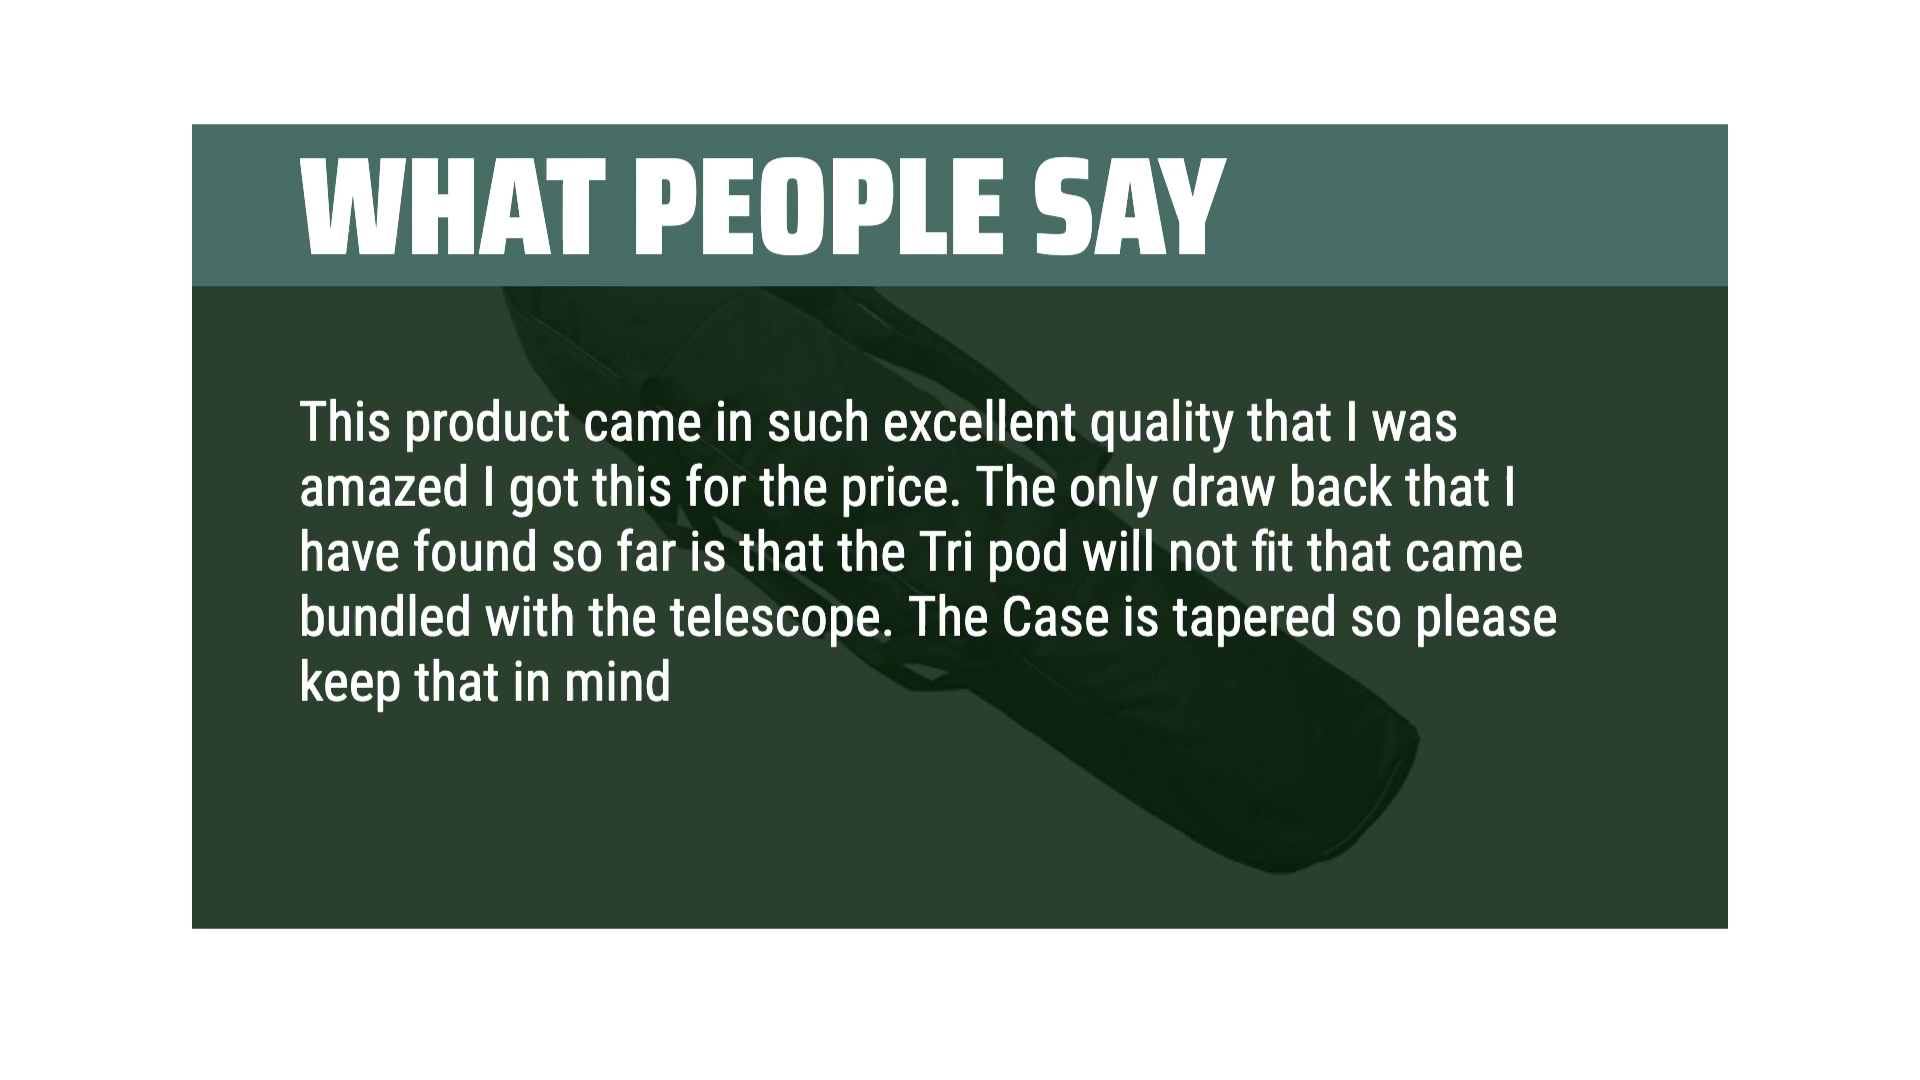 WHAT PEOPLE SAY
This product came in such excellent quality that I was
amazed I got this for the price. The only draw back that I
have found so far is that the Tri pod will not fit that came
bundled with the telescope. The Case is tapered so please
keep that in mind